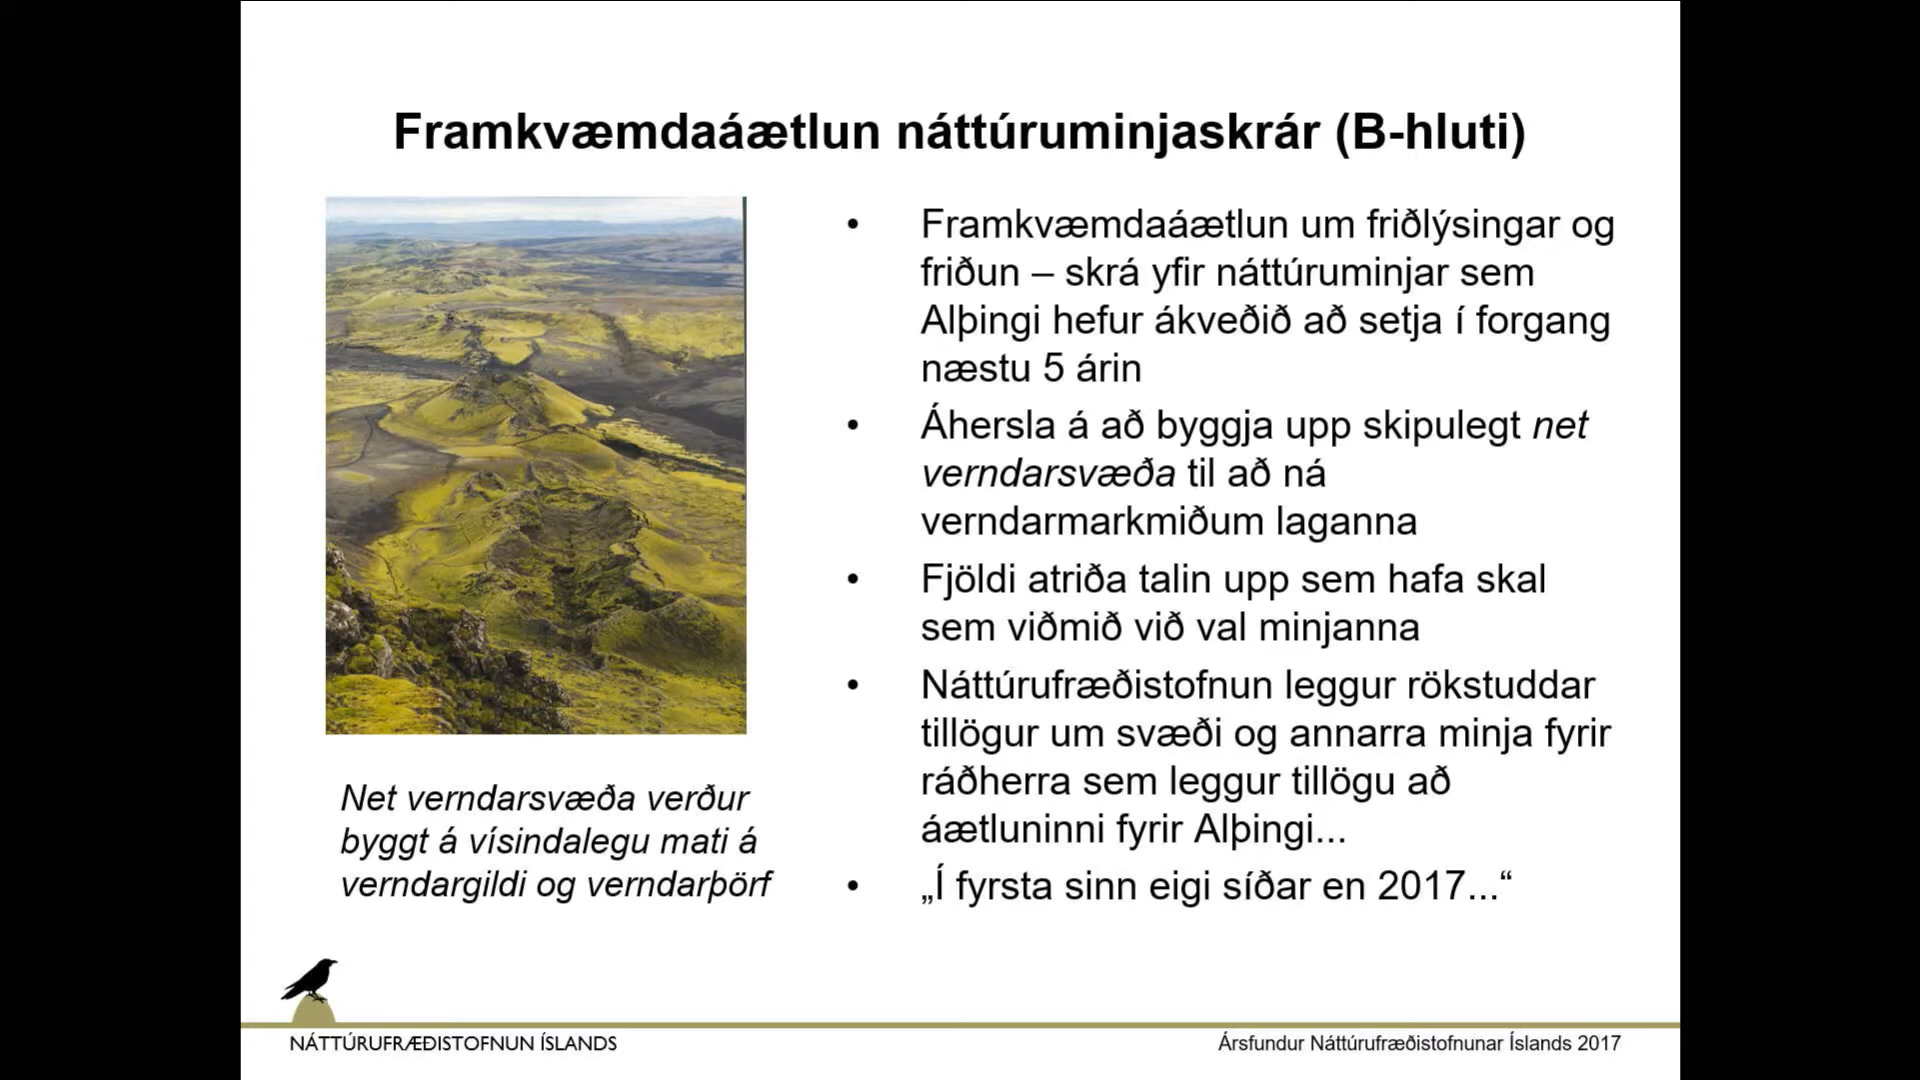 Framkvæmdaáætlun náttúruminjaskrár (B-hluti)
• Framkvæmdaáætlun um friðlýsingar og
friðun – skrá yfir náttúruminjar sem
Alþingi hefur ákveðið að setja í forgang
næstu 5 árin
• Áhersla á að byggja upp skipulegt net
verndarsvæða til að ná
verndarmarkmiðum laganna
• Fjöldi atriða talin upp sem hafa skal
sem viðmið við val minjanna
• Náttúrufræðistofnun leggur rökstuddar
tillögur um svæði og annarra minja fyrir
ráðherra sem leggur tillögu að
áætluninni fyrir Alþingi...
• „Í fyrsta sinn eigi síðar en 2017...“
Net verndarsvæða verður
byggt á vísindalegu mati á
verndargildi og verndarþörf
NÁTTÚRUFRÆÐISTOFNUN ÍSLANDS
Ársfundur Náttúrufræðistofnunar Íslands 2017